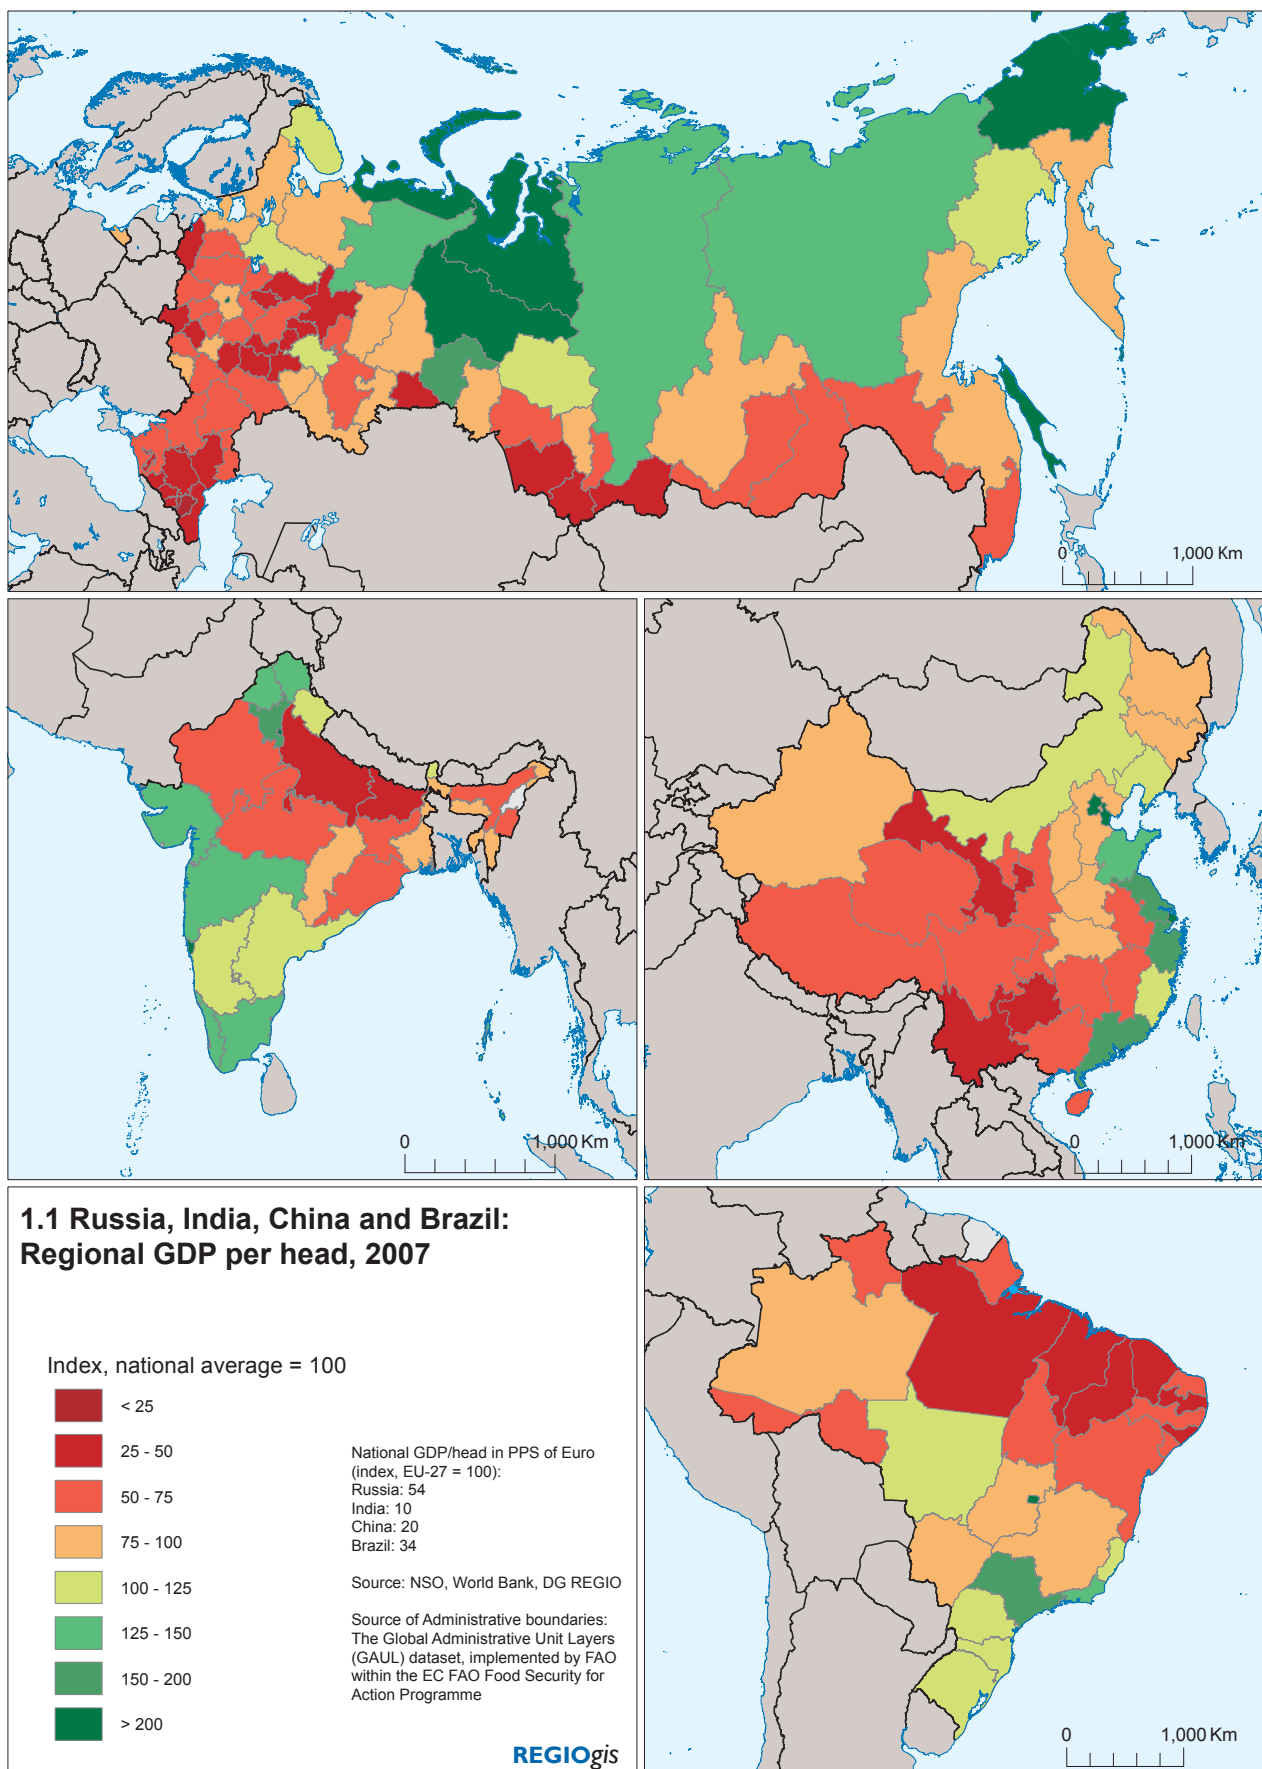 0 1,000 Km
0 1,000 Km
0 1,000 Km
1.1 Russia, India, China and Brazil:
Regional GDP per head, 2007
Index, national average = 100
< 25
25 - 50
50 - 75
75 - 100
100 - 125
125 - 150
150 - 200
> 200
National GDP/head in PPS of Euro
(index, EU-27 = 100):
Russia: 54
India: 10
China: 20
Brazil: 34
Source: NSO, World Bank, DG REGIO
Source of Administrative boundaries:
The Global Administrative Unit Layers
(GAUL) dataset, implemented by FAO
within the EC FAO Food Security for
Action Programme
REGIOgis
0 1,000 Km